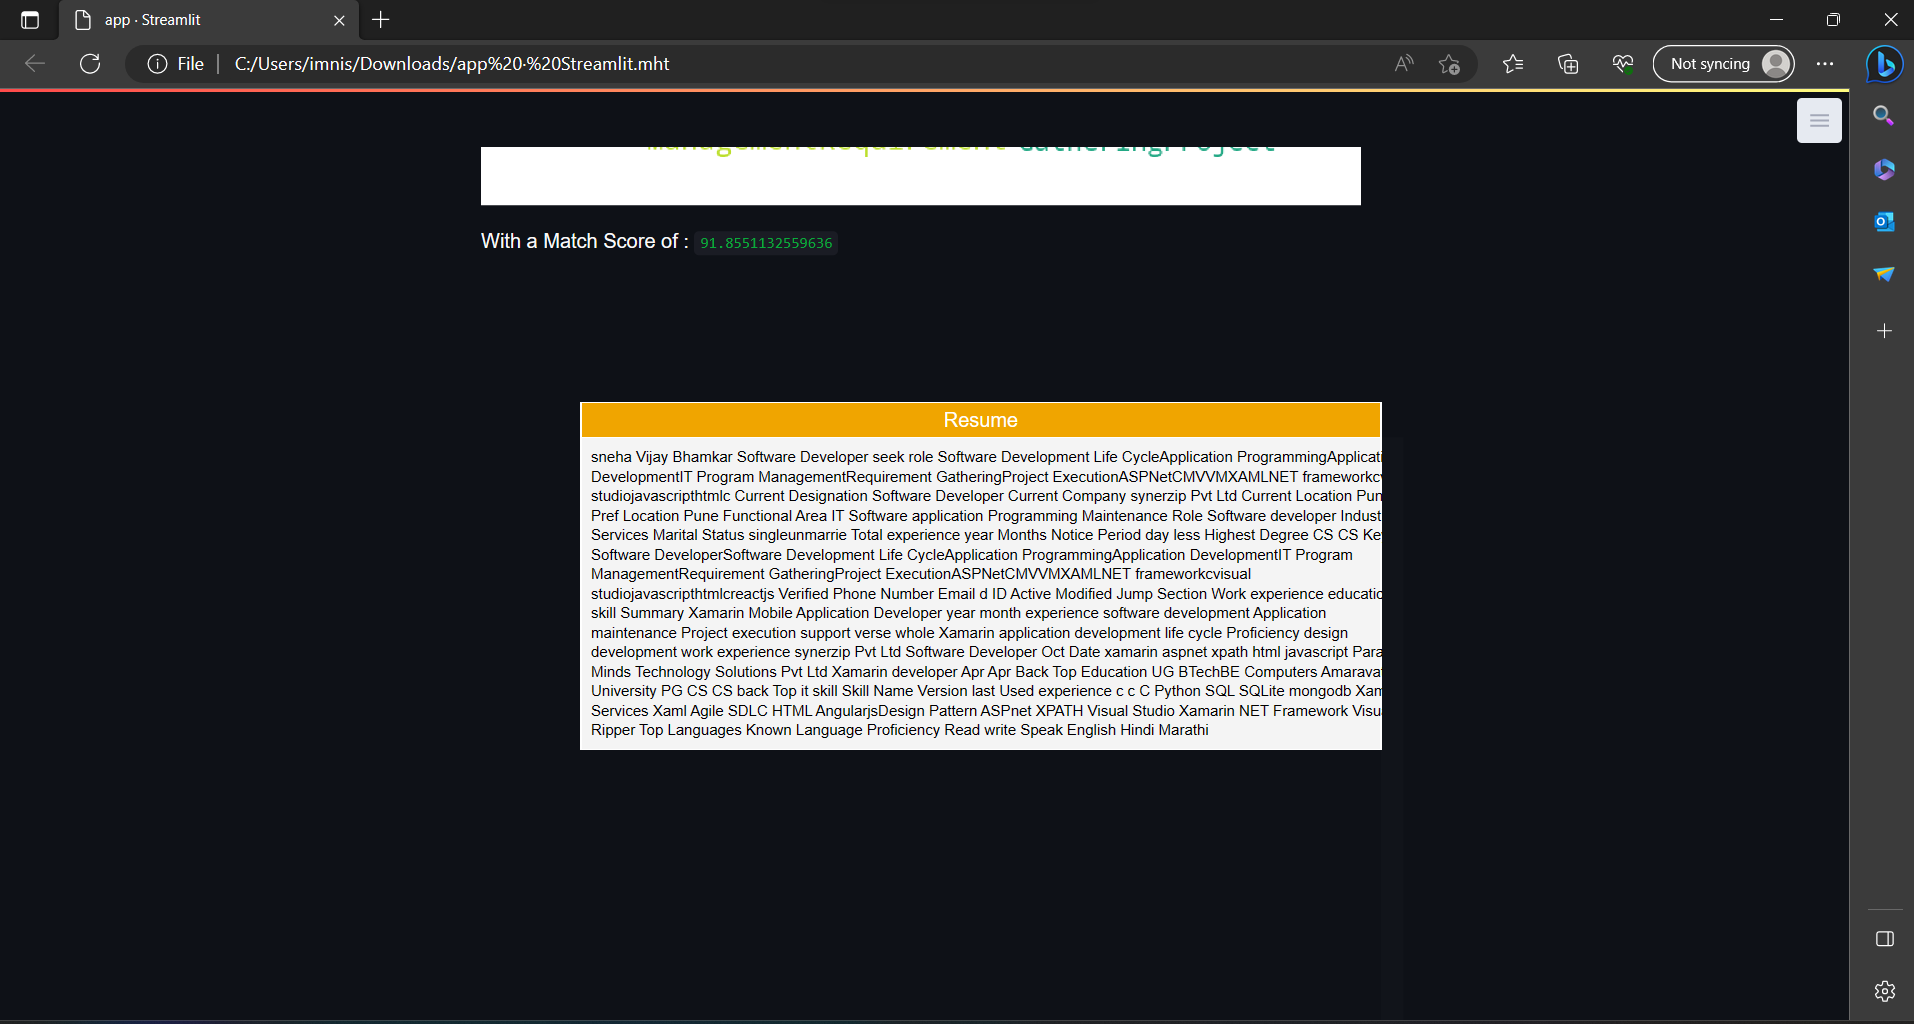 app · Streamlit
File
C:/Users/imnis/Downloads/app%20·%20Streamlit.mht
Not syncing
With a Match Score of : 91.8551132559636
Resume
sneha Vijay Bhamkar Software Developer seek role Software Development Life CycleApplication ProgrammingApplicati
DevelopmentIT Program ManagementRequirement GatheringProject ExecutionASPNetCMVVMXAMLNET frameworkcv
studiojavascripthtmlc Current Designation Software Developer Current Company synerzip Pvt Ltd Current Location Pun
Pref Location Pune Functional Area IT Software application Programming Maintenance Role Software developer Indust
Services Marital Status singleunmarrie Total experience year Months Notice Period day less Highest Degree CS CS Ke
Software DeveloperSoftware Development Life CycleApplication ProgrammingApplication DevelopmentIT Program
ManagementRequirement GatheringProject ExecutionASPNetCMVVMXAMLNET frameworkcvisual
studiojavascripthtmlcreactjs Verified Phone Number Email d ID Active Modified Jump Section Work experience educatio
skill Summary Xamarin Mobile Application Developer year month experience software development Application
maintenance Project execution support verse whole Xamarin application development life cycle Proficiency design
development work experience synerzip Pvt Ltd Software Developer Oct Date xamarin aspnet xpath html javascript Para
Minds Technology Solutions Pvt Ltd Xamarin developer Apr Apr Back Top Education UG BTechBE Computers Amarava
University PG CS CS back Top it skill Skill Name Version last Used experience c c C Python SQL SQLite mongodb Xam
Services Xaml Agile SDLC HTML AngularjsDesign Pattern ASPnet XPATH Visual Studio Xamarin NET Framework Visu
Ripper Top Languages Known Language Proficiency Read write Speak English Hindi Marathi